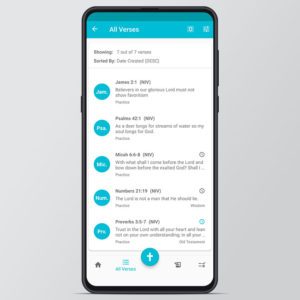 All Verses
Showing: 7 out of 7 verses
Sorted By: Date Created (DESC)
James 2:1 (NIV)
Jam.
Believers in our glorious Lord must not
show favoritism
Practice
Psalms 42:1 (NIV)
Psa.
As a deer longs for streams of water so my
soul longs for God.
Practice
Micah 6:6-8 (NIV)
Mic.
With what shall I come before the Lord and
bow down before the exalted God? Shall I ...
Practice
Numbers 21:19 (NIV)
Num.
The Lord is not a man that he should lie.
Practice Wisdom
Proverbs 3:5-7 (NIV)
Pro.
Trust in the Lord with all your heart and lean
not on your own understanding; in all your ...
Practice Old Testament
All Verses